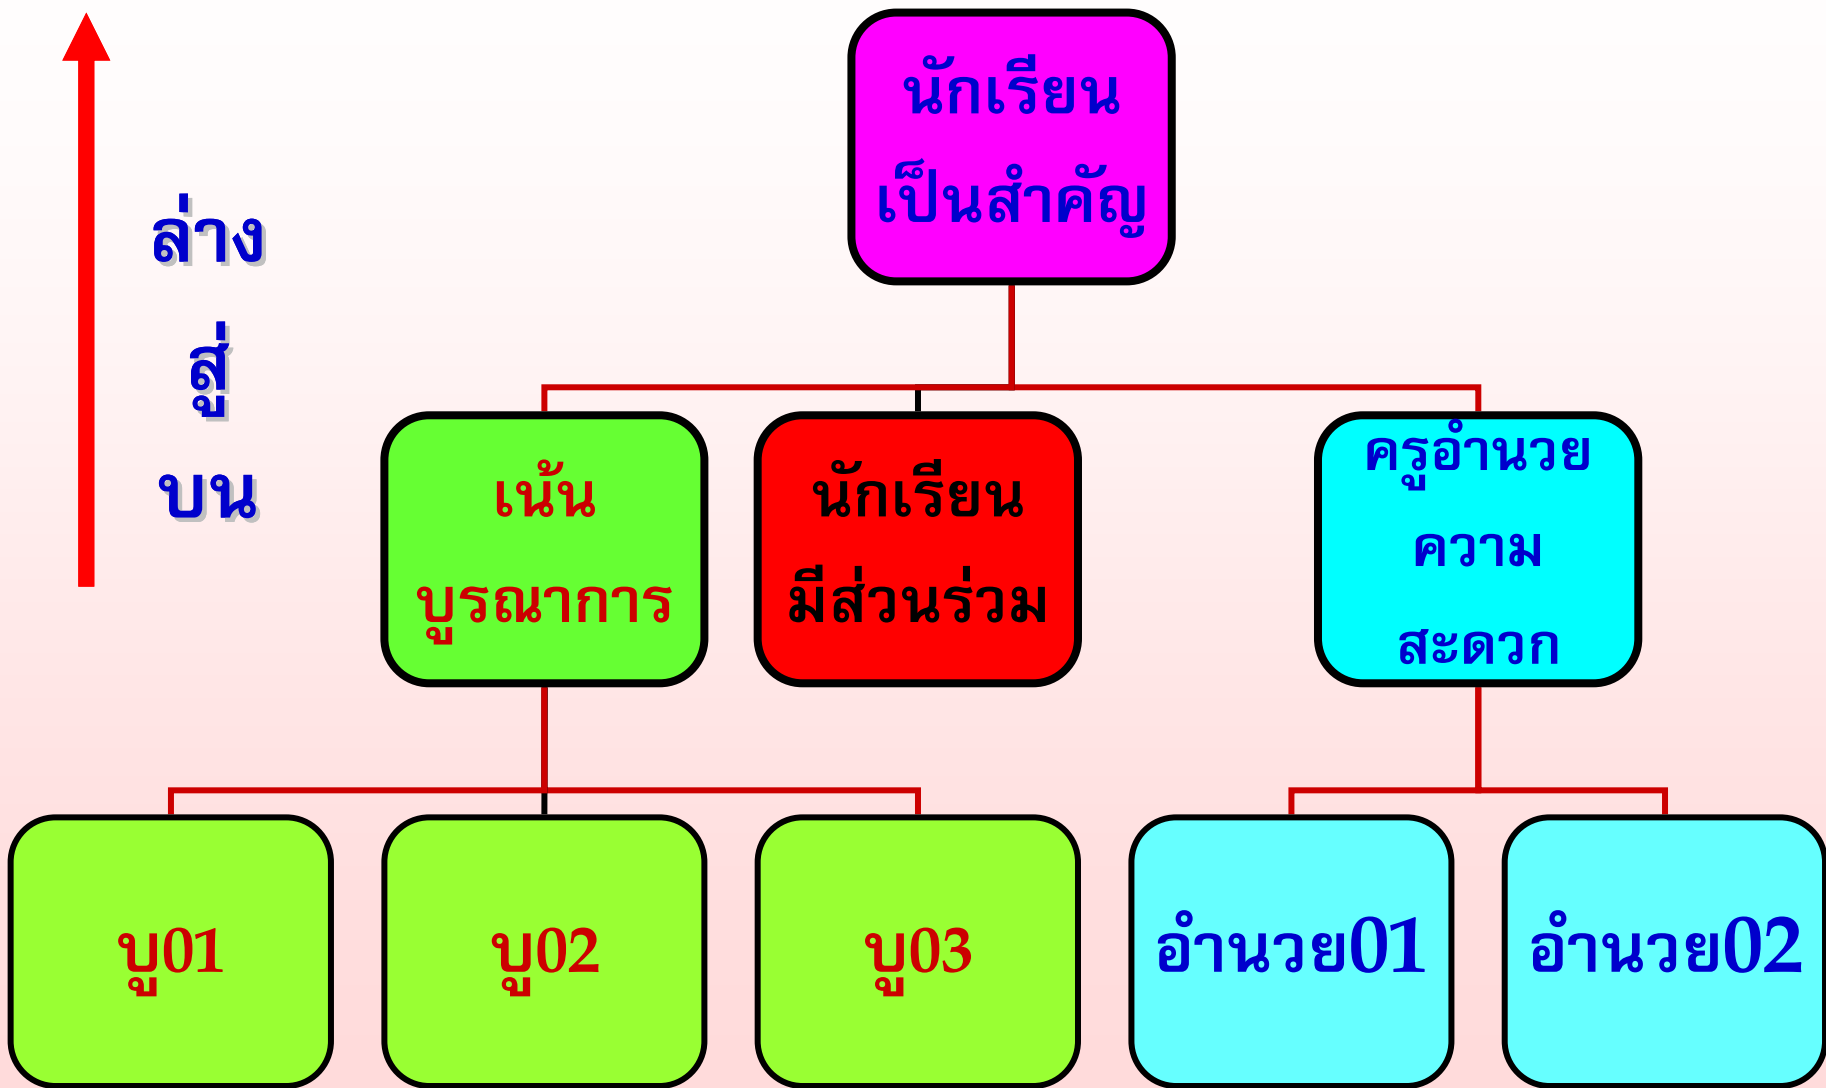 ล่าง
สู่
บน
นักเรียน
เป็นสำคัญ
เน้น
บูรณาการ
นักเรียน
มีส่วนร่วม
ครูอำนวย
ความ
สะดวก
บู01
บู02
บู03
อำนวย01
อำนวย02